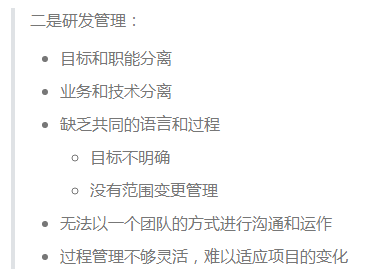 二是研发管理：
目标和职能分离
业务和技术分离
缺乏共同的语言和过程
目标不明确
没有范围变更管理
无法以一个团队的方式进行沟通和运作
过程管理不够灵活，难以适应项目的变化